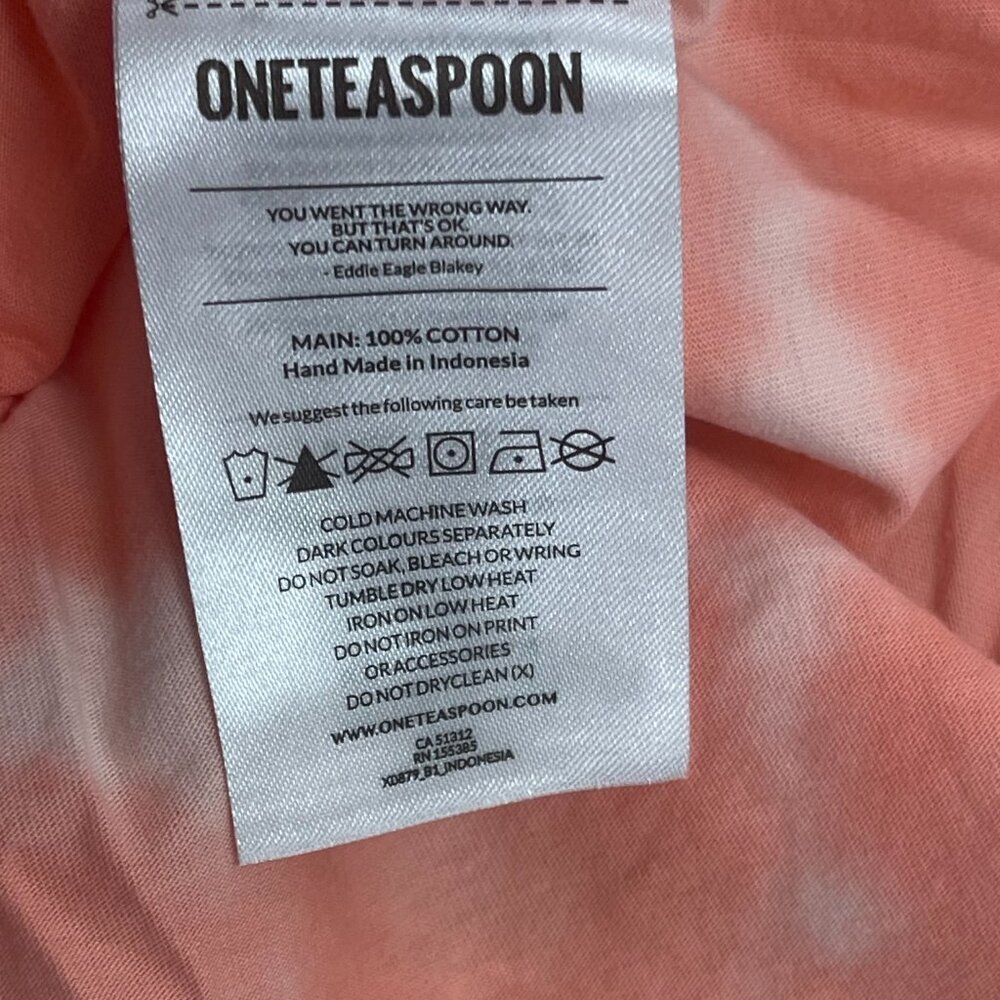 ONETEASPOON
YOU WENT THE WRONG WAY.
BUT THAT'S OK.
YOU CAN TURN AROUND.
- Eddie Eagle Blakey
MAIN: 100% COTTON
Hand Made in Indonesia
We suggest the following care be taken
COLD MACHINE WASH
DARK COLOURS SEPARATELY
DO NOT SOAK, BLEACH OR WRING
TUMBLE DRY LOW HEAT
IRON ON LOW HEAT
DO NOT IRON ON PRINT
OR ACCESSORIES
DO NOT DRYCLEAN (X)
WWW.ONETEASPOON.COM
CA 51312
RN 155385
XD879_B1_INDONESIA